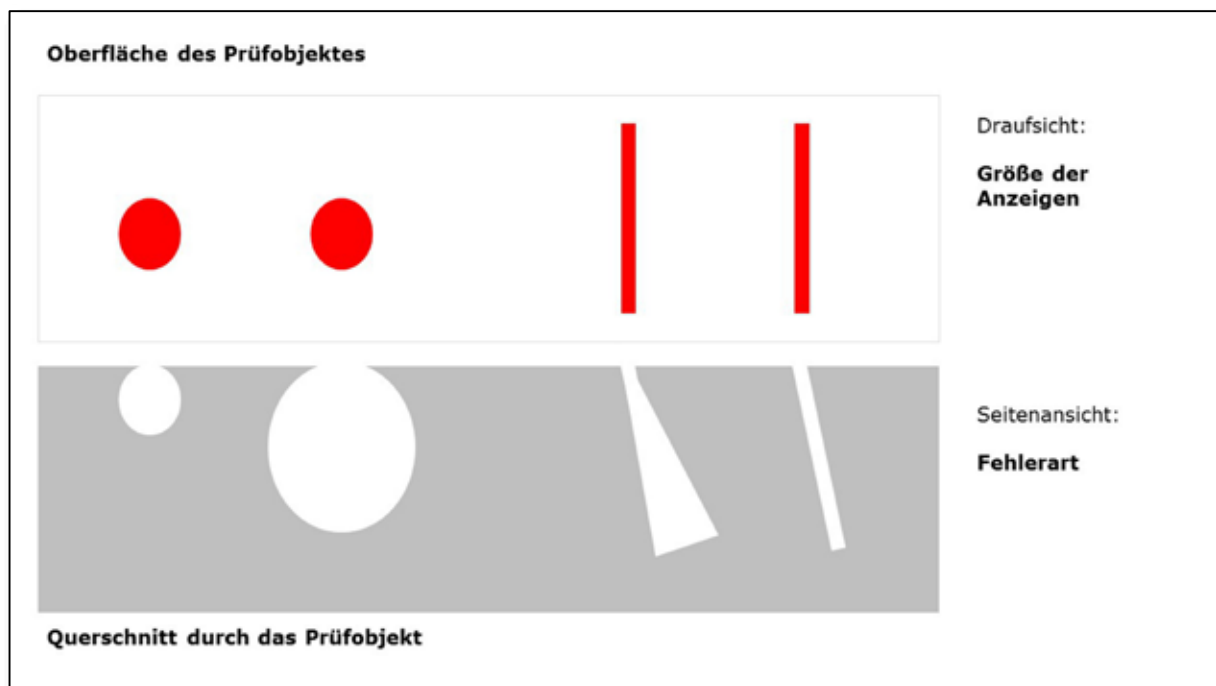 Oberfläche des Prüfobjektes
Draufsicht:
Größe der
Anzeigen
Seitenansicht:
Fehlerart
Querschnitt durch das Prüfobjekt